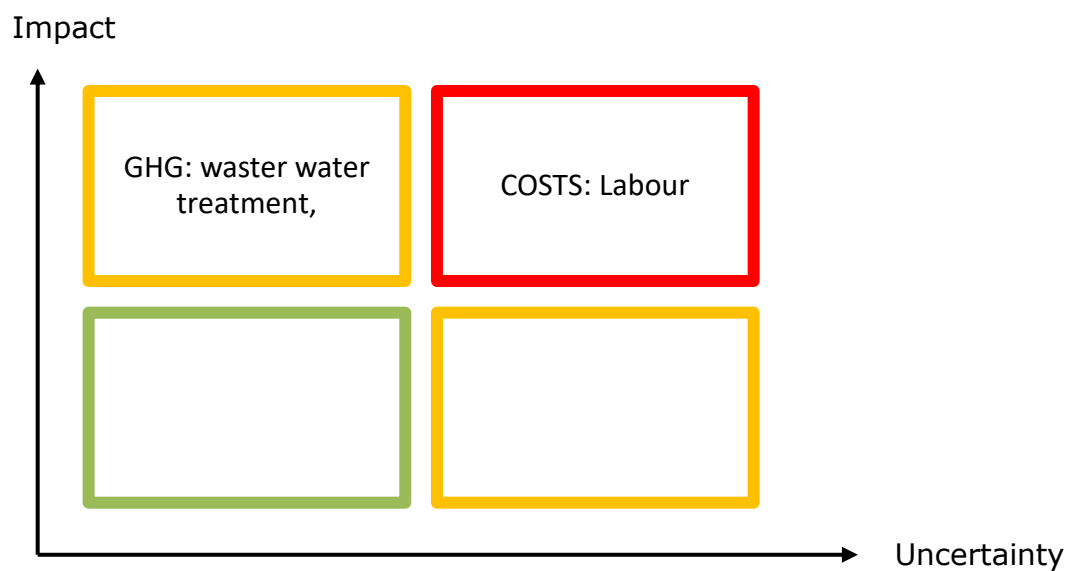 Impact
GHG: waster water
treatment,
COSTS: Labour
Uncertainty